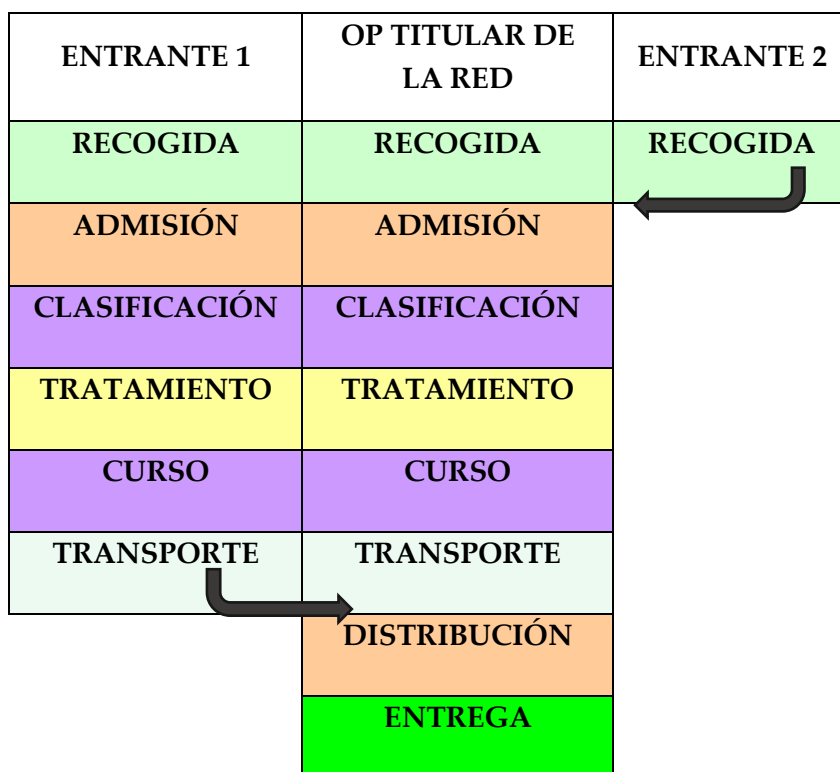 ENTRANTE 1
OP TITULAR DE
LA RED
ENTRANTE 2
RECOGIDA
RECOGIDA
RECOGIDA
ADMISIÓN
ADMISIÓN
CLASIFICACIÓN
CLASIFICACIÓN
TRATAMIENTO
TRATAMIENTO
CURSO
CURSO
TRANSPORTE
TRANSPORTE
DISTRIBUCIÓN
ENTREGA